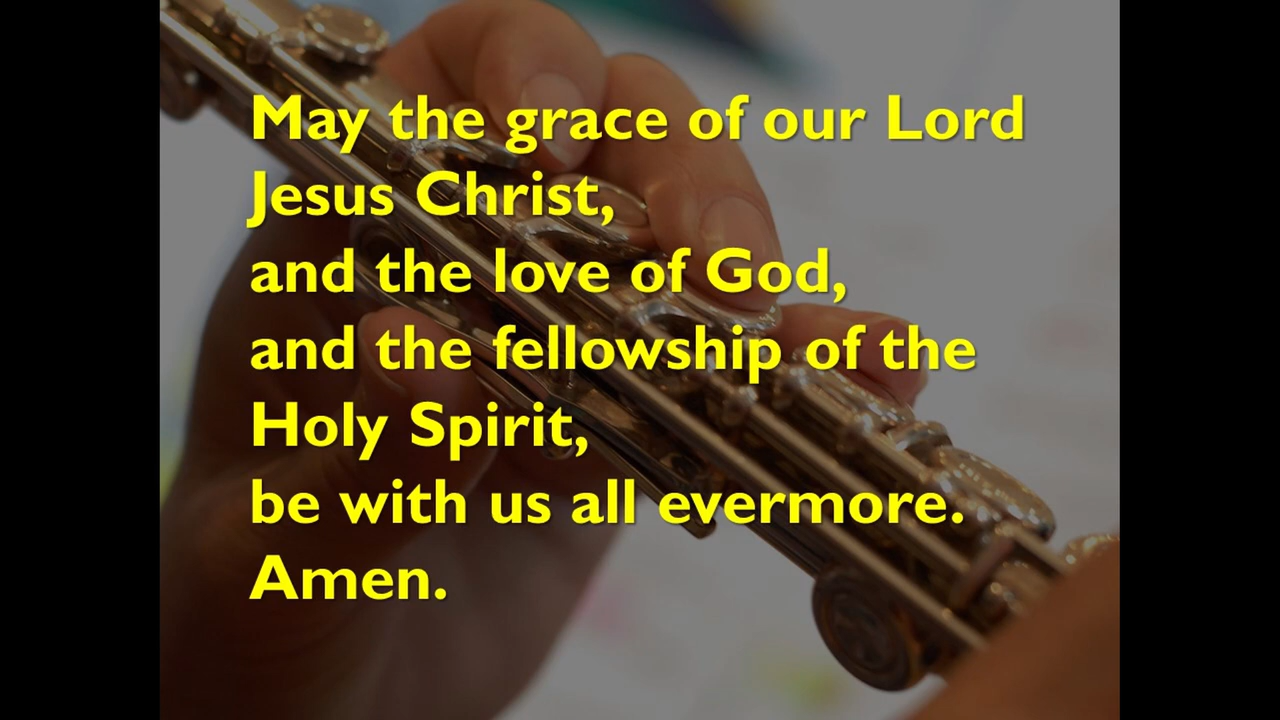 May the grace of our Lord
Jesus Christ,
and the love of God,
and the fellowship of the
Holy Spirit,
be with us all evermore.
Amen.